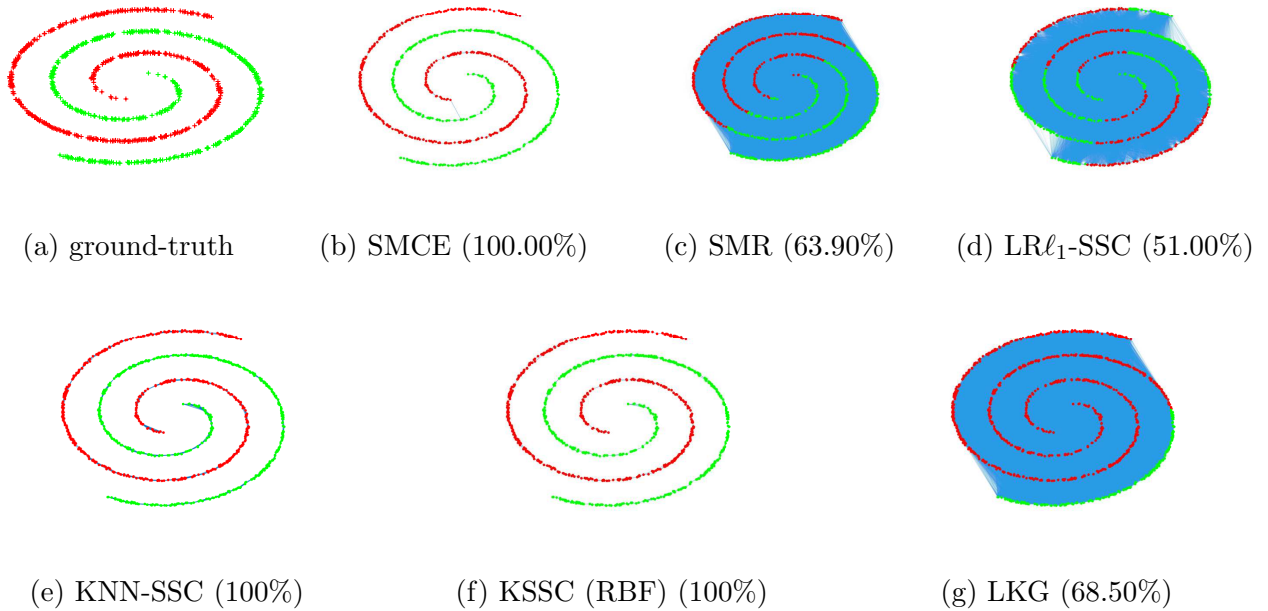 (a) ground-truth
(b) SMCE (100.00%)
(c) SMR (63.90%)
(d) LRℓ₁-SSC (51.00%)
(e) KNN-SSC (100%)
(f) KSSC (RBF) (100%)
(g) LKG (68.50%)